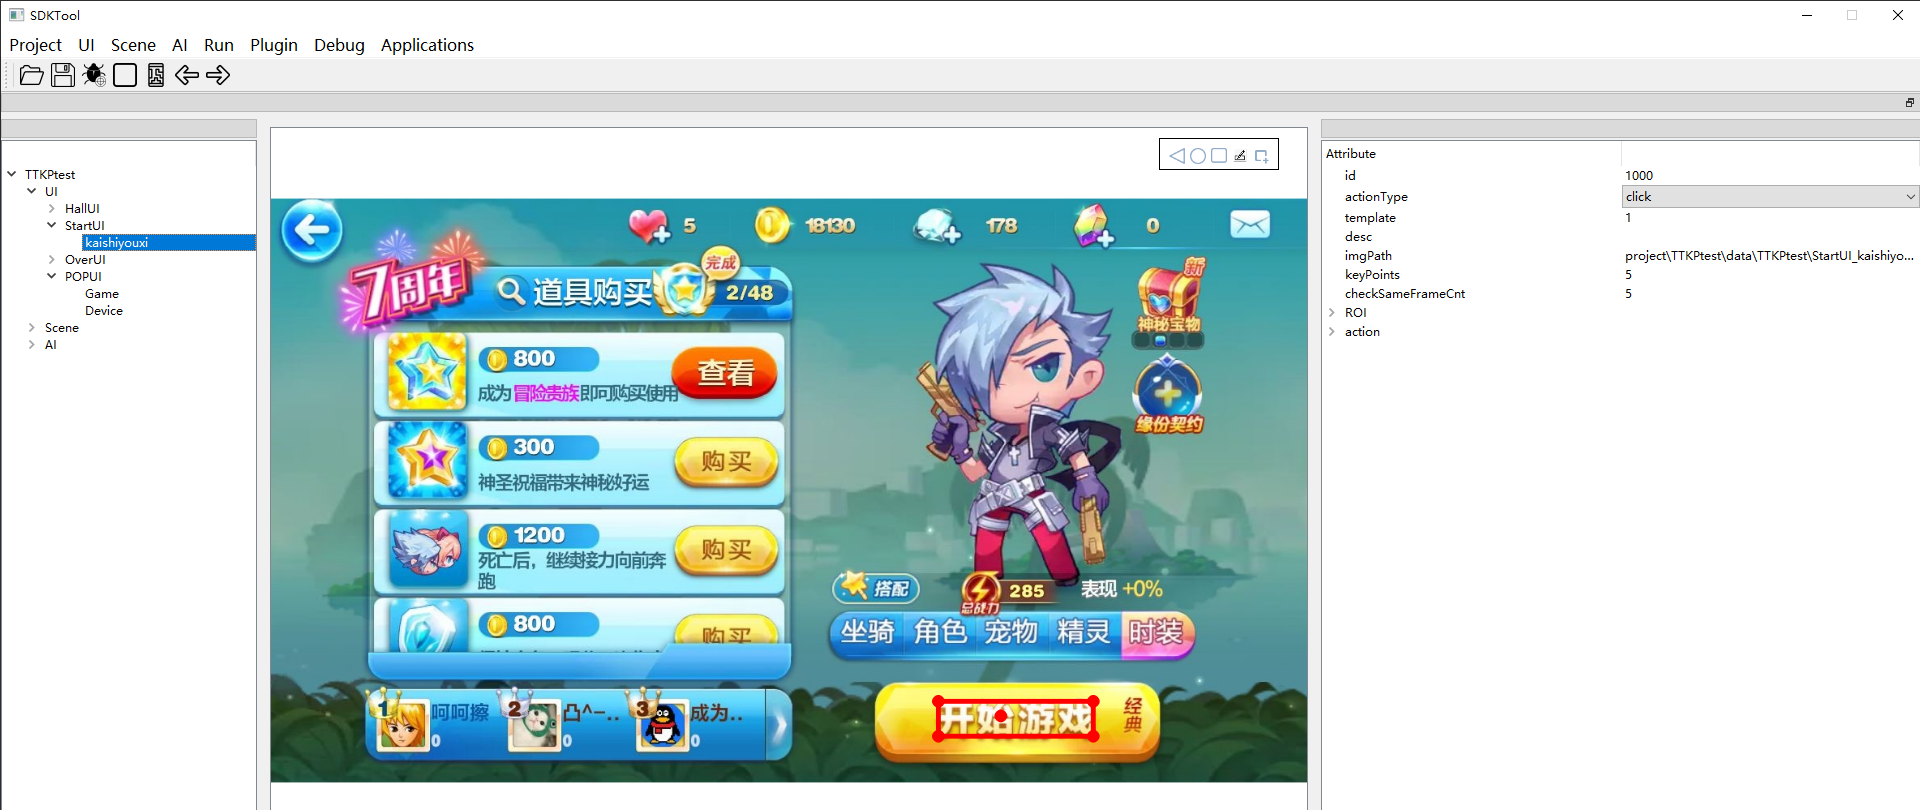 SDKTool
Project UI Scene AI Run Plugin Debug Applications
TTKPtest
UI
HallUI
StartUI
kaishiyouxi
OverUI
POPUI
Game
Device
Scene
AI
5 18130 178 0
7周年
道具购买
完成
2/48
800
成为冒险贵族即可购买使用
查看
300
神圣祝福带来神秘好运
购买
1200
死亡后，继续接力向前奔
跑
购买
800
购买
1 呵呵擦 0
2 凸^-.. 0
3 成为.. 0
新
神秘宝物
缘份契约
搭配
总战力
285
表现 +0%
坐骑 角色 宠物 精灵 时装
开始游戏
经典
Attribute
id 1000
actionType click
template 1
desc
imgPath project\TTKPtest\data\TTKPtest\StartUI_kaishiyo...
keyPoints 5
checkSameFrameCnt 5
ROI
action